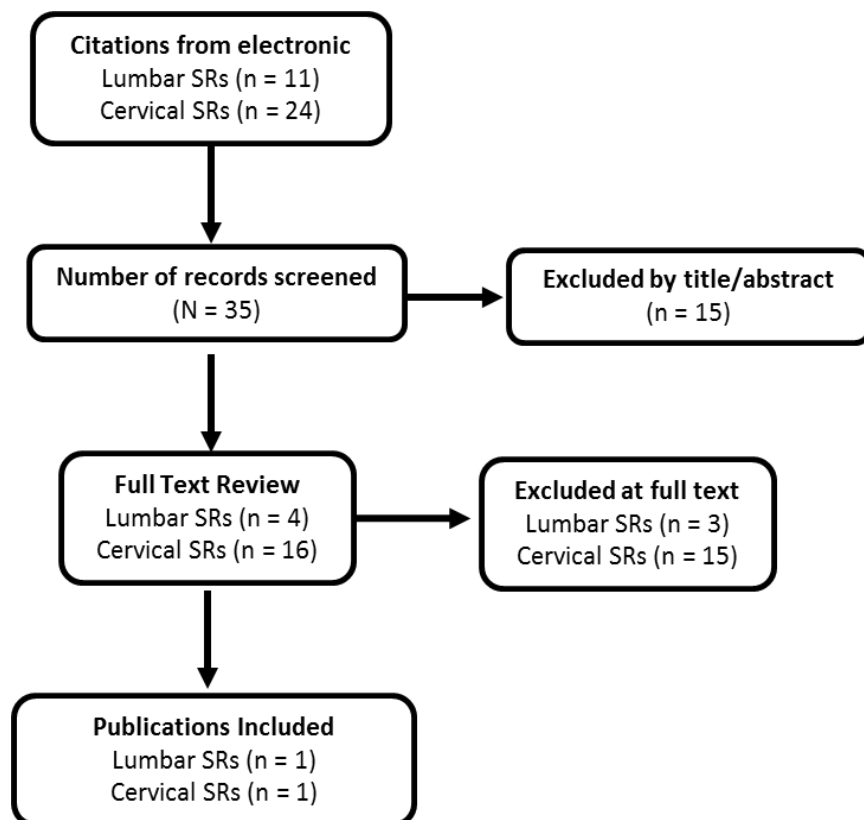 Citations from electronic
Lumbar SRs (n = 11)
Cervical SRs (n = 24)
Number of records screened
(N = 35)
Excluded by title/abstract
(n = 15)
Full Text Review
Lumbar SRs (n = 4)
Cervical SRs (n = 16)
Excluded at full text
Lumbar SRs (n = 3)
Cervical SRs (n = 15)
Publications Included
Lumbar SRs (n = 1)
Cervical SRs (n = 1)